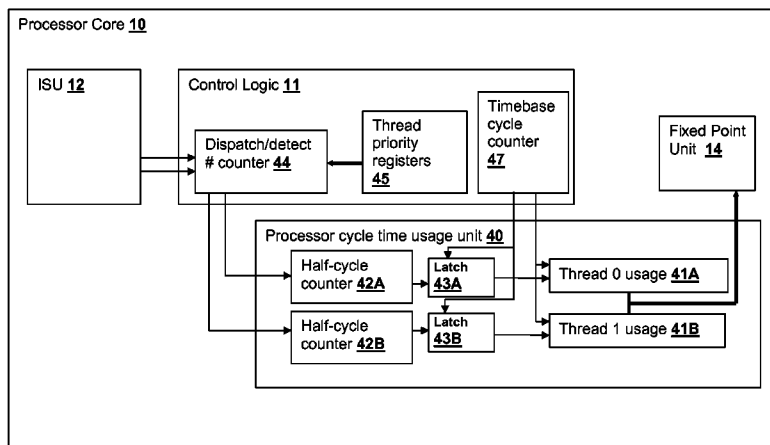 Processor Core 10
ISU 12
Control Logic 11
Dispatch/detect
# counter 44
Thread
priority
registers
45
Timebase
cycle
counter
47
Fixed Point
Unit 14
Processor cycle time usage unit 40
Half-cycle
counter 42A
Latch
43A
Thread 0 usage 41A
Half-cycle
counter 42B
Latch
43B
Thread 1 usage 41B